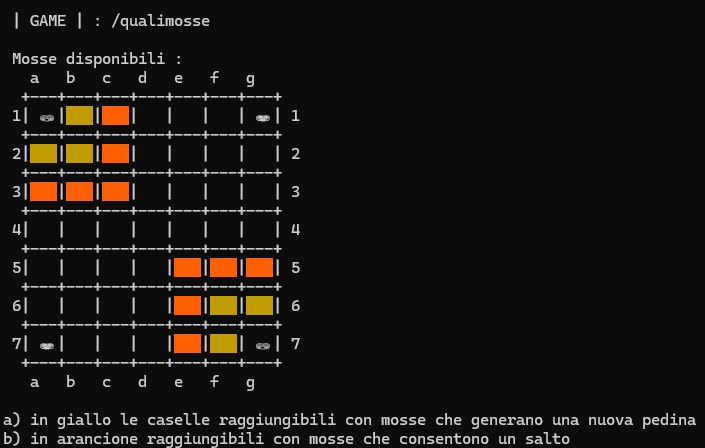 | GAME | : /qualimosse
Mosse disponibili :
a b c d e f g
1 1
2 2
3 3
4 4
5 5
6 6
7 7
a b c d e f g
a) in giallo le caselle raggiungibili con mosse che generano una nuova pedina
b) in arancione raggiungibili con mosse che consentono un salto